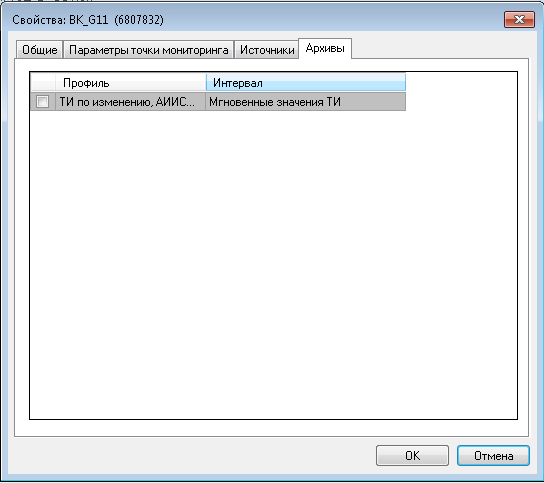 Свойства: BK_G11 (6807832)
Общие Параметры точки мониторинга Источники Архивы
Профиль Интервал
ТИ по изменению, АИИС... Мгновенные значения ТИ
OK Отмена